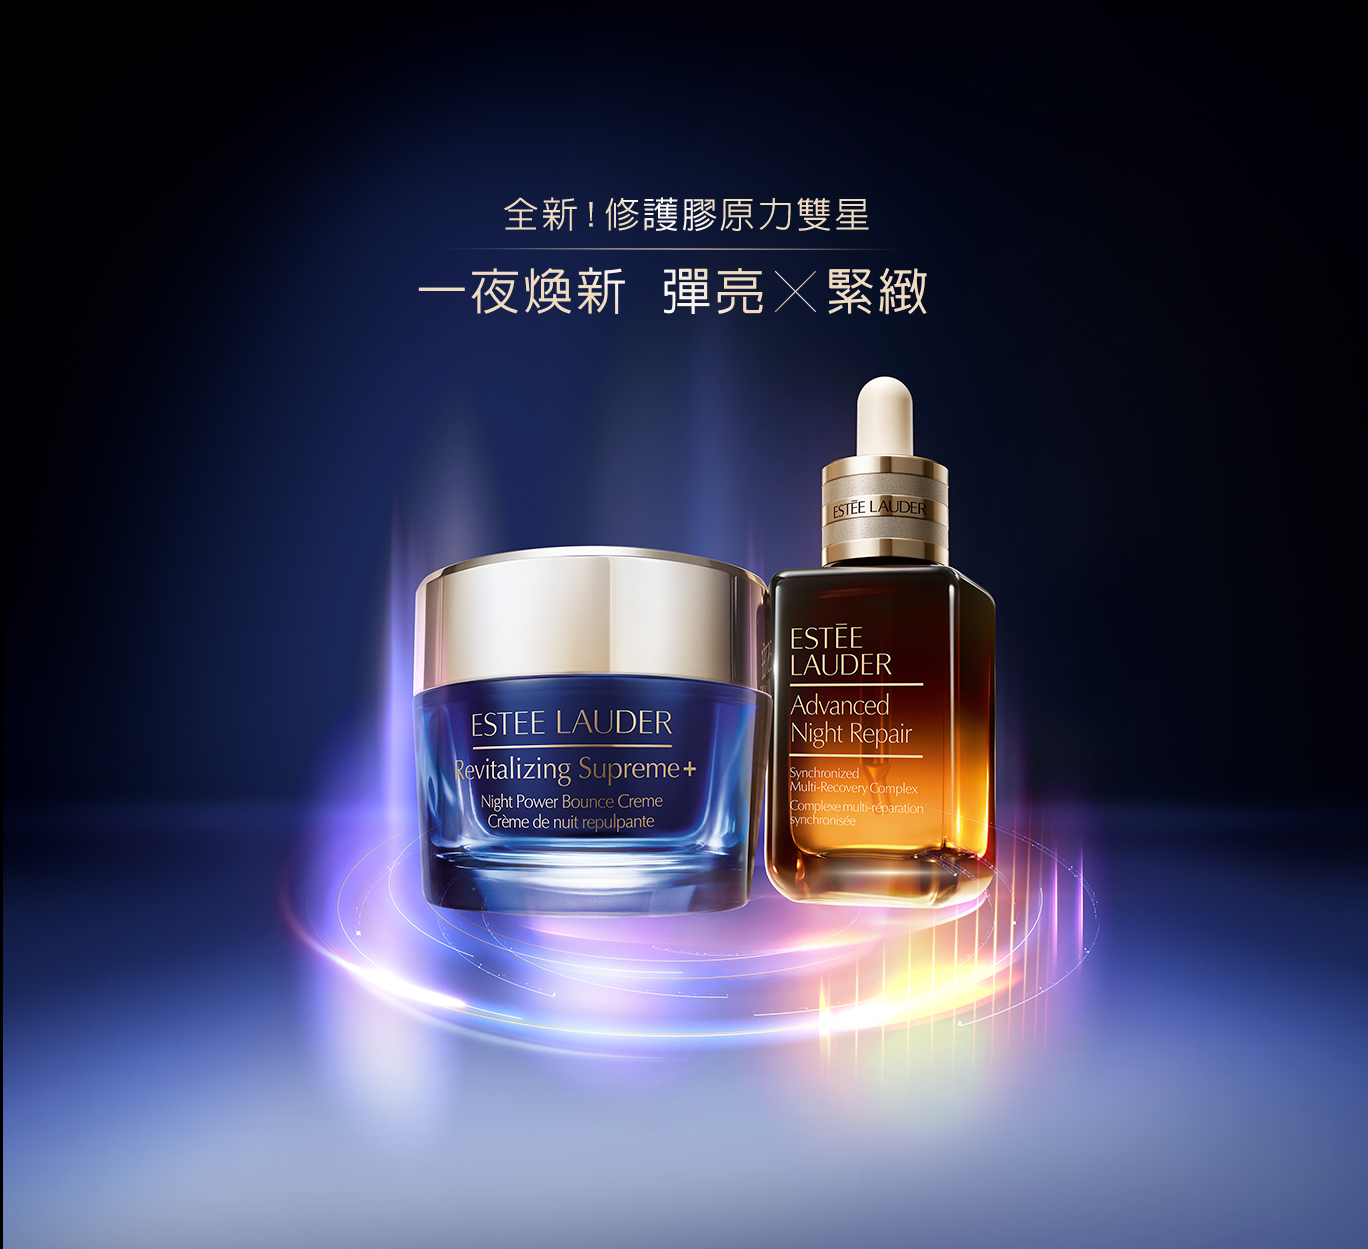 全新!修護膠原力雙星
一夜煥新 彈亮×緊緻
ESTĒE LAUDER
ESTĒE
LAUDER
Advanced
Night Repair
Synchronized
Multi-Recovery Complex
Complexe multi-réparation
synchronisée
ESTEE LAUDER
Revitalizing Supreme+
Night Power Bounce Creme
Crème de nuit repulpante